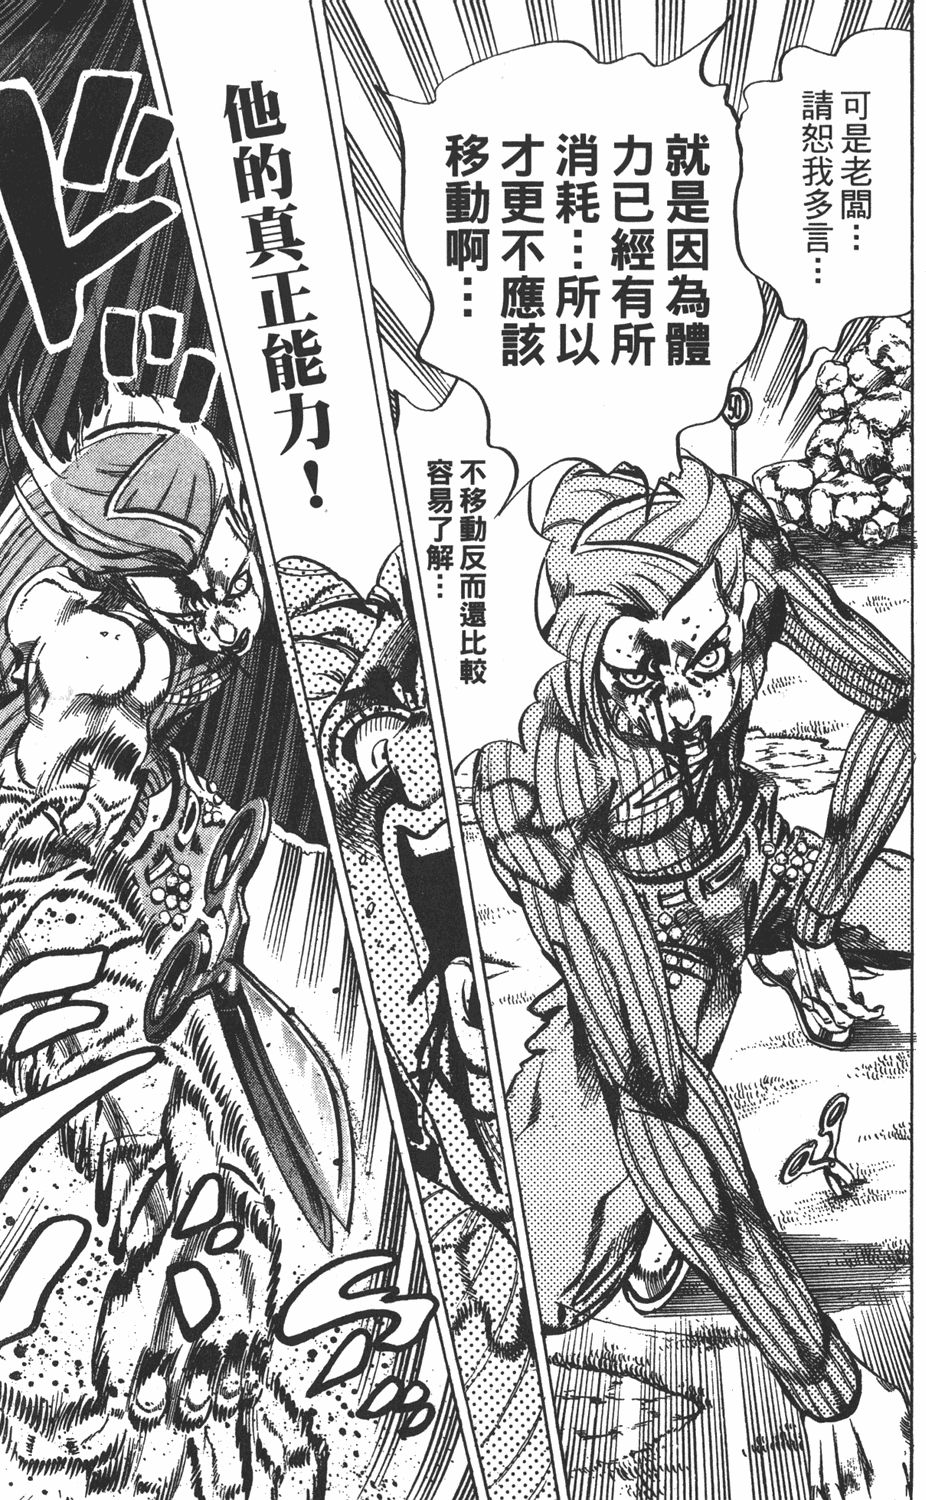 可是老闆…
請恕我多言…
就是因為體
力已經有所
消耗…所以
才更不應該
移動啊…
不移動反而還比較
容易了解…
他的真正能力！
50
ド